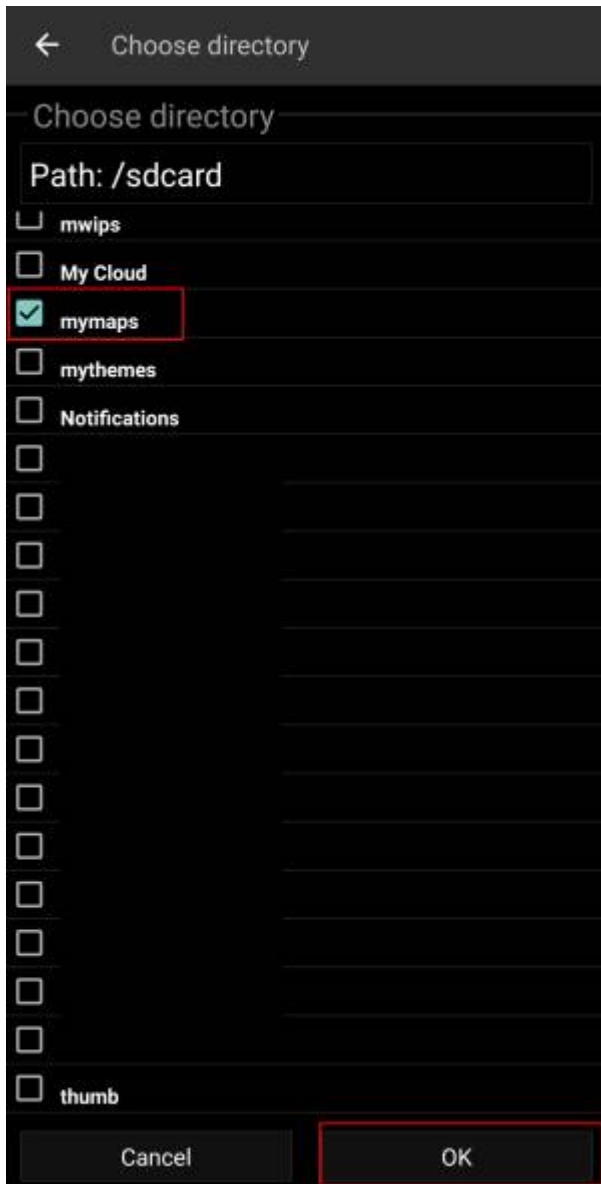 Choose directory
Choose directory
Path: /sdcard
mwips
My Cloud
mymaps
mythemes
Notifications
thumb
Cancel
OK